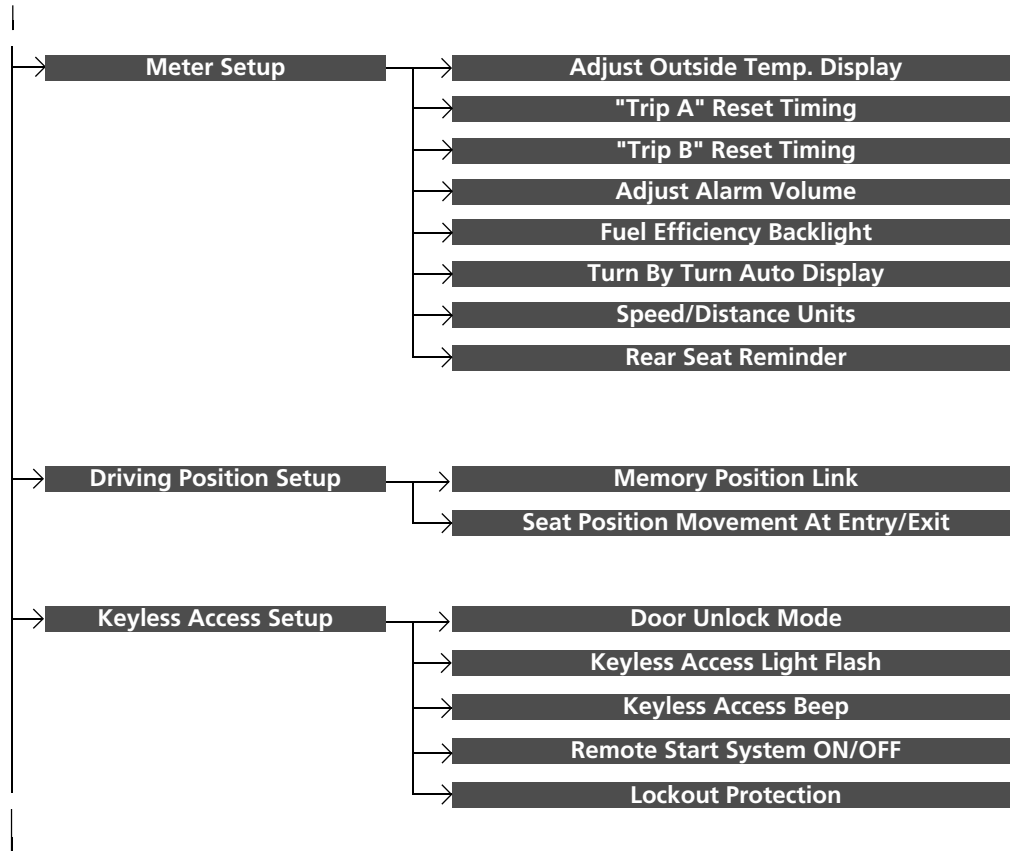 Meter Setup
Adjust Outside Temp. Display
"Trip A" Reset Timing
"Trip B" Reset Timing
Adjust Alarm Volume
Fuel Efficiency Backlight
Turn By Turn Auto Display
Speed/Distance Units
Rear Seat Reminder
Driving Position Setup
Memory Position Link
Seat Position Movement At Entry/Exit
Keyless Access Setup
Door Unlock Mode
Keyless Access Light Flash
Keyless Access Beep
Remote Start System ON/OFF
Lockout Protection